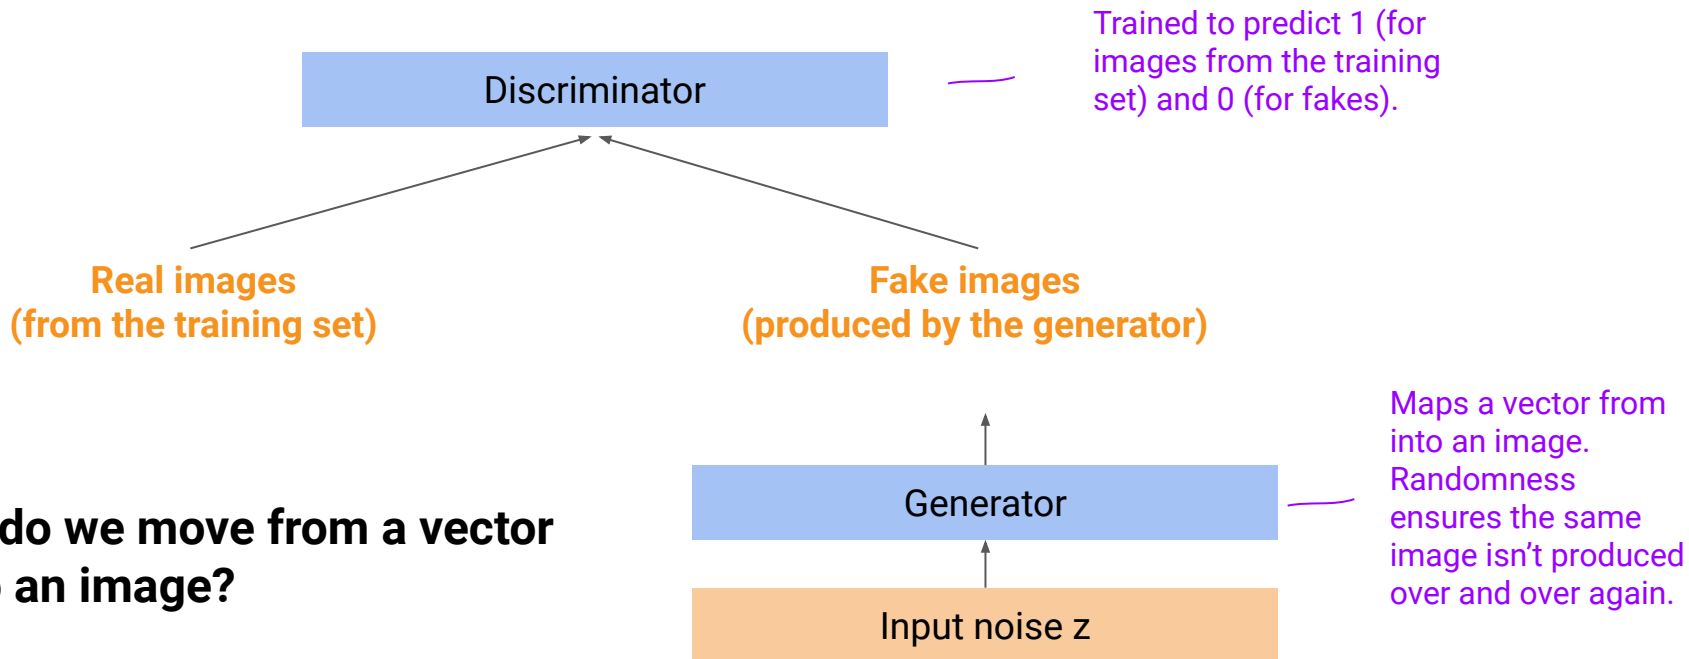 Trained to predict 1 (for
images from the training
set) and 0 (for fakes).
Discriminator
Real images
(from the training set)
Fake images
(produced by the generator)
Maps a vector from
into an image.
Randomness
ensures the same
image isn't produced
over and over again.
Generator
do we move from a vector
an image?
Input noise z